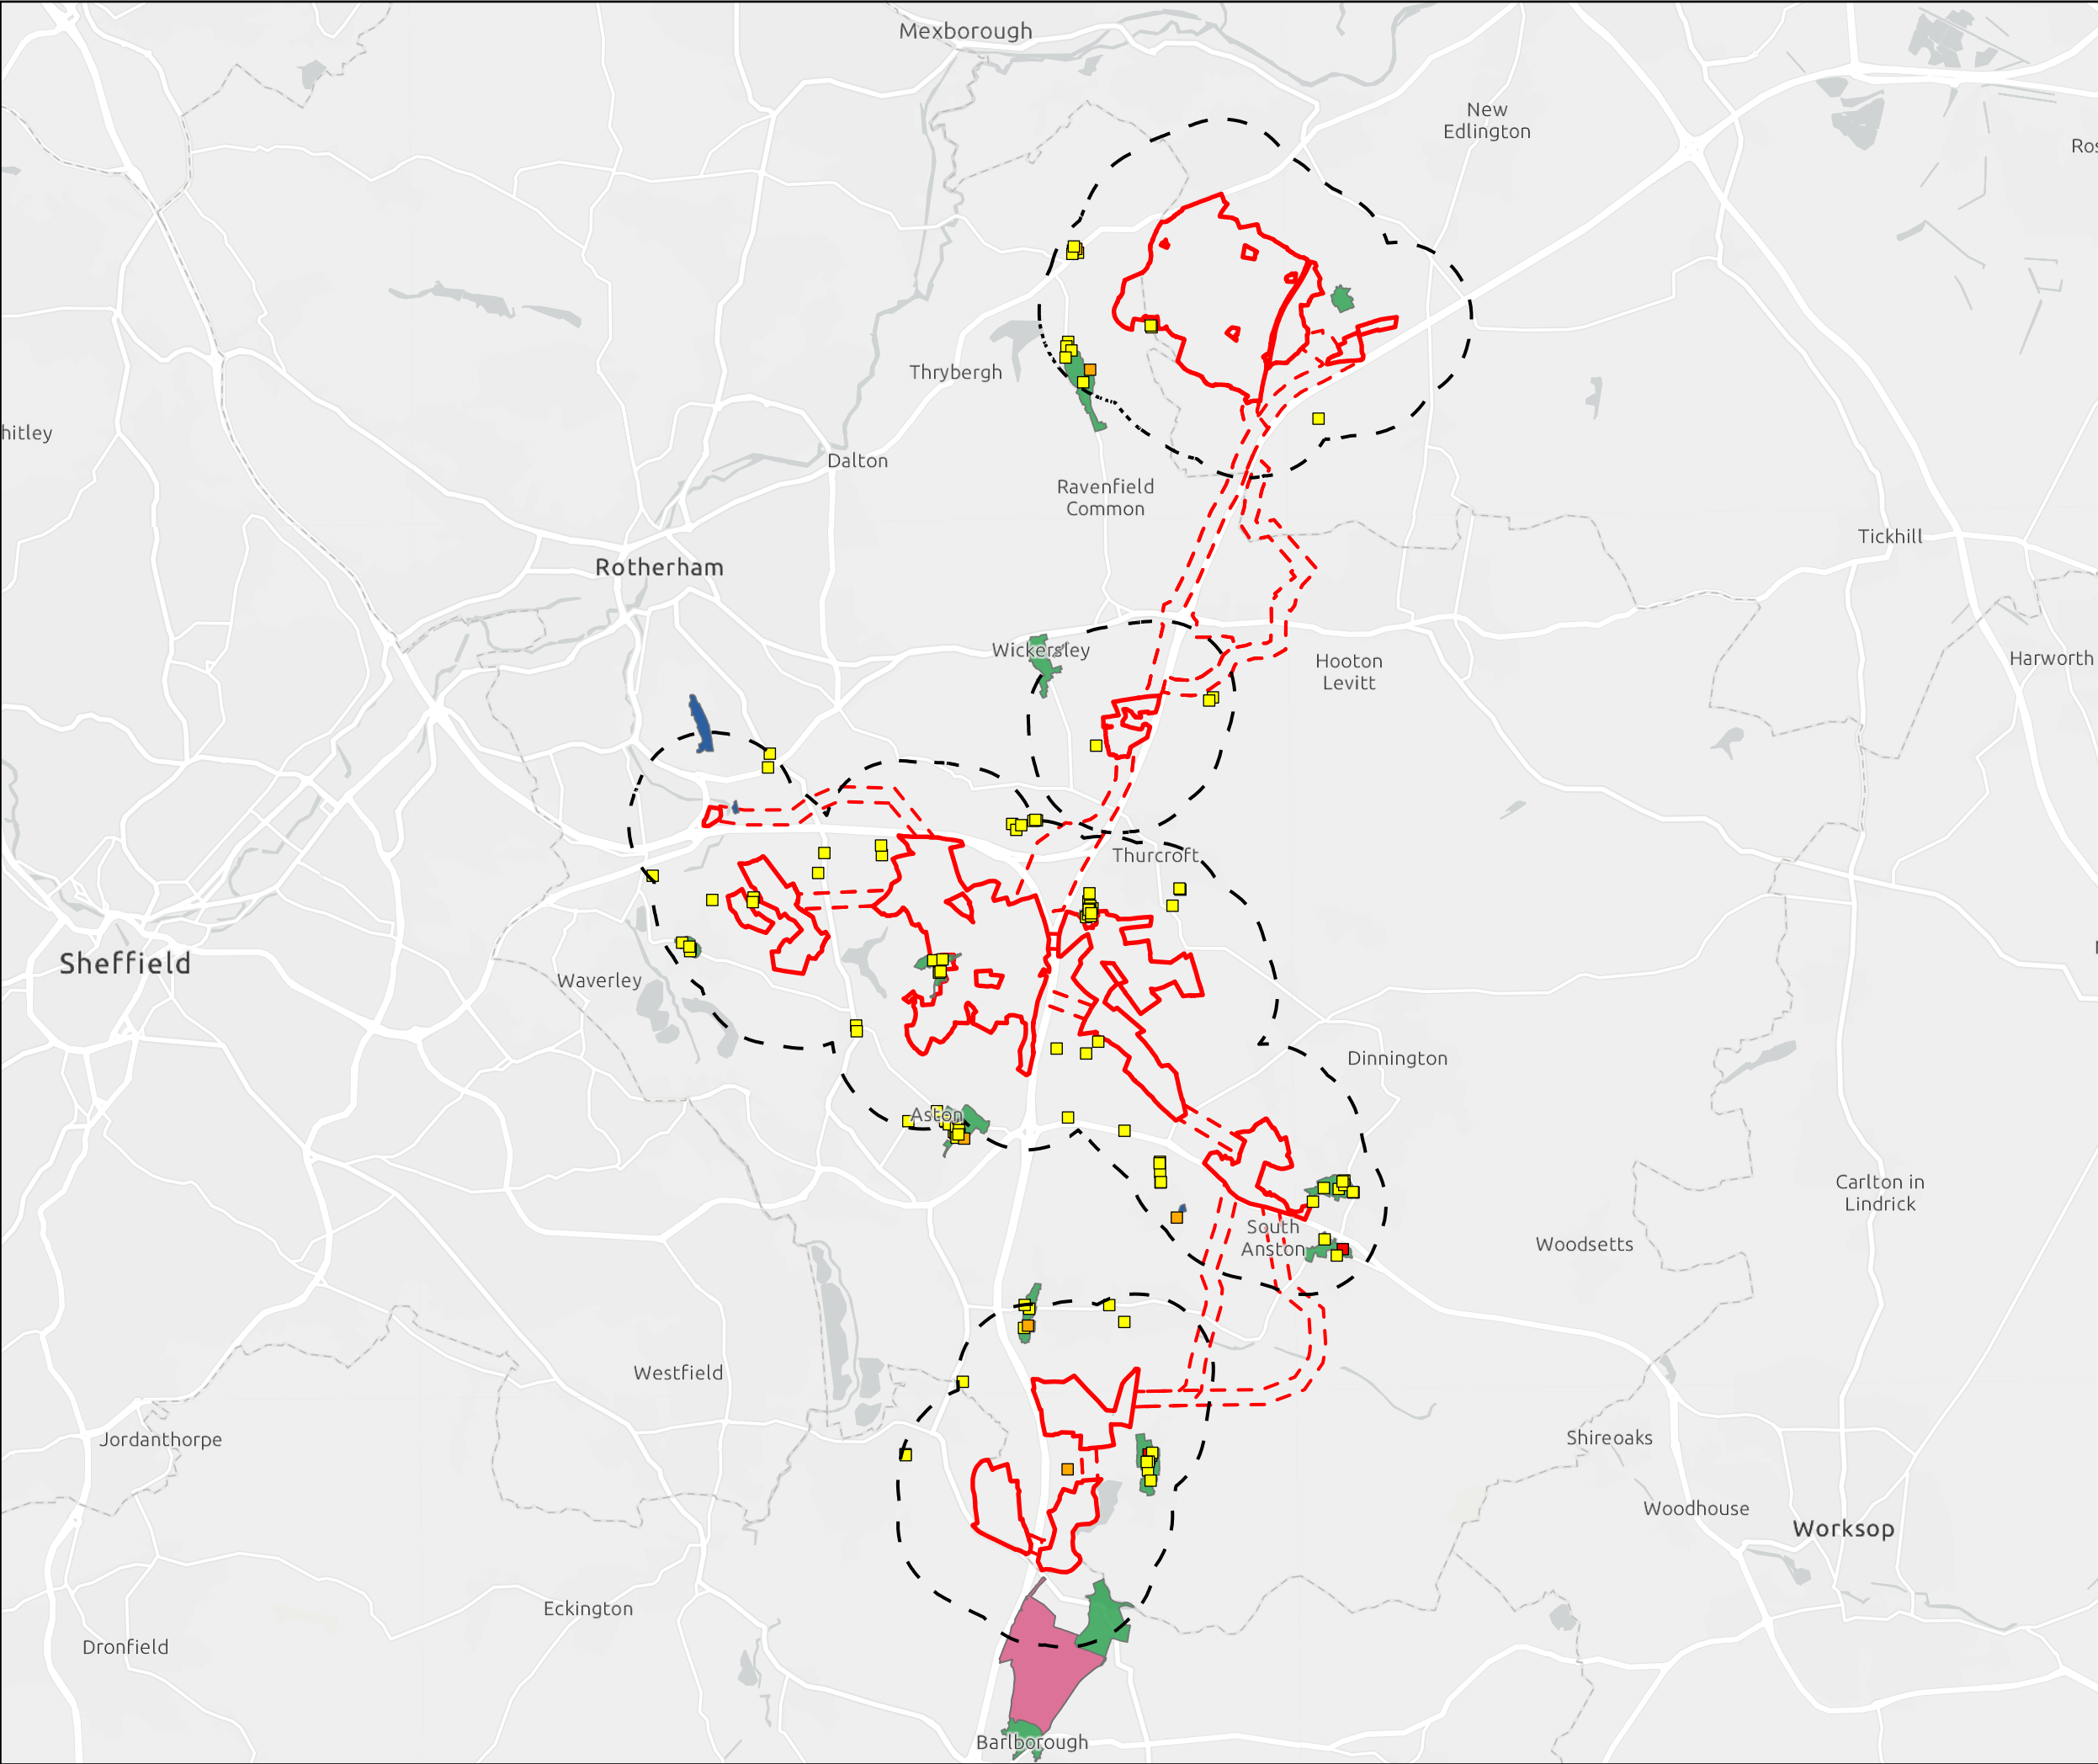 Mexborough
New
Edlington
Ros
Thrybergh
hitley
Dalton
Ravenfield
Common
Tickhill
Rotherham
Wickersley
Hooton
Levitt
Harworth
Thurcroft
Sheffield
Waverley
Dinnington
Aston
Carlton in
Lindrick
South
Anston
Woodsetts
Westfield
Jordanthorpe
Shireoaks
Woodhouse
Worksop
Eckington
Dronfield
Barlborough